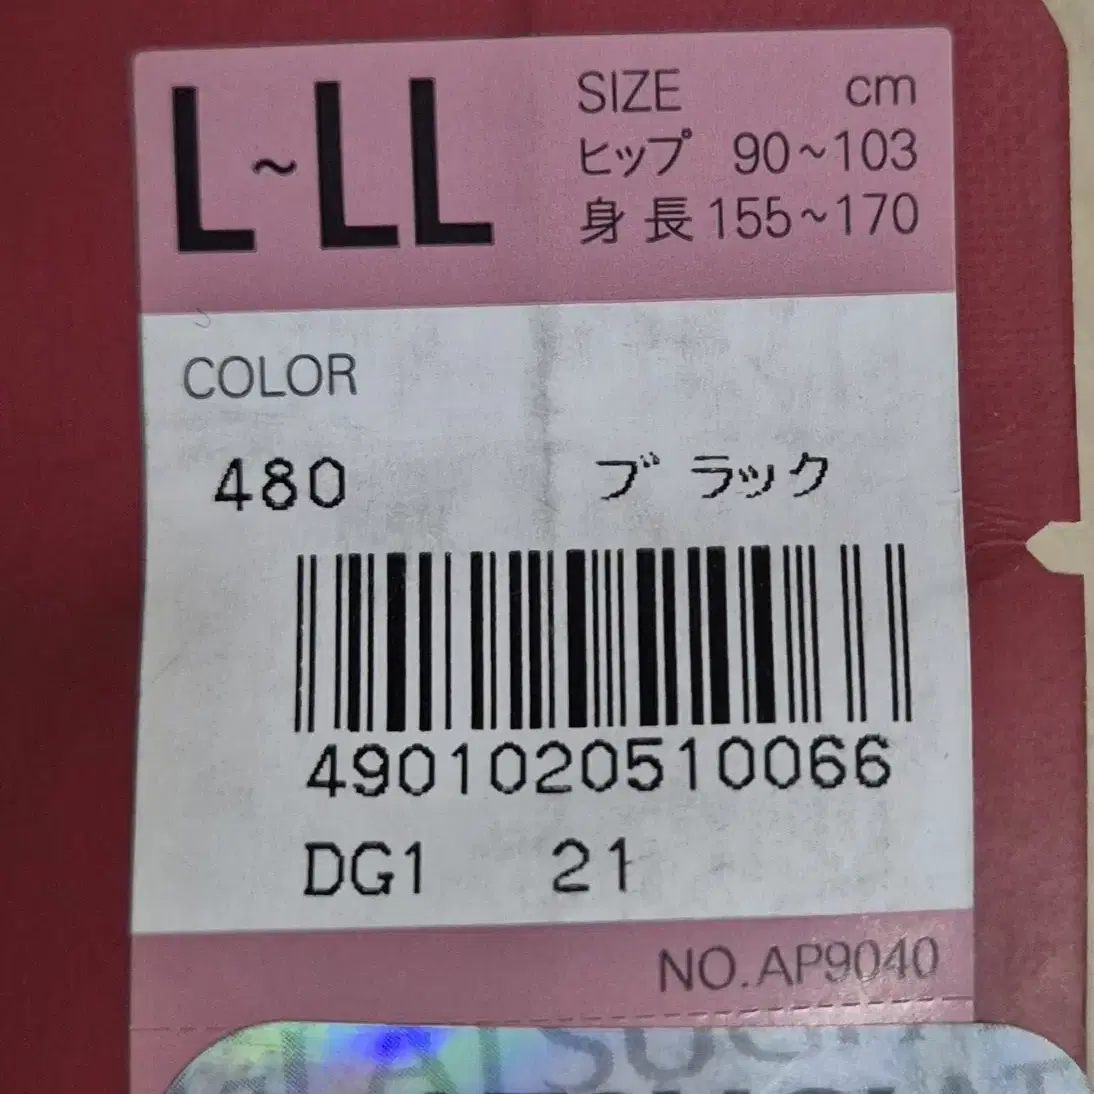 L~LL
SIZE cm
ヒップ 90~103
身長 155~170
COLOR
480 ブラック
4901020510066
DG1 21
NO.AP9040